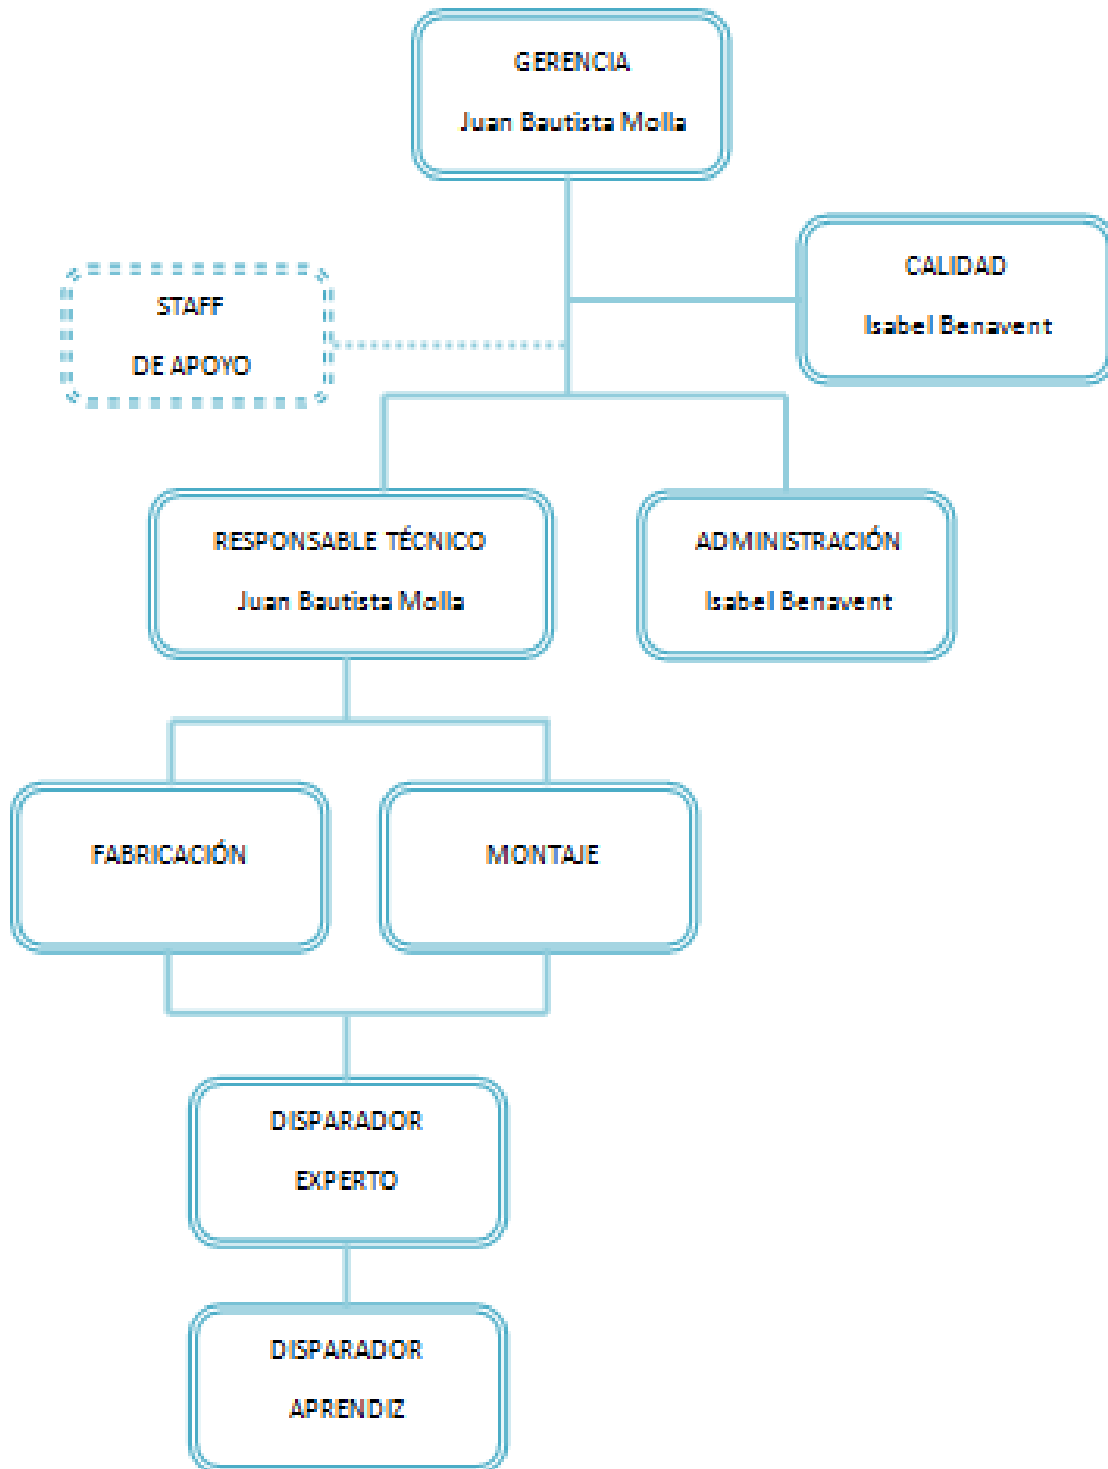 GERENCIA
Juan Bautista Molla
CALIDAD
Isabel Benavent
STAFF
DE APOYO
RESPONSABLE TÉCNICO
Juan Bautista Molla
ADMINISTRACIÓN
Isabel Benavent
FABRICACIÓN
MONTAJE
DISPARADOR
EXPERTO
DISPARADOR
APRENDIZ